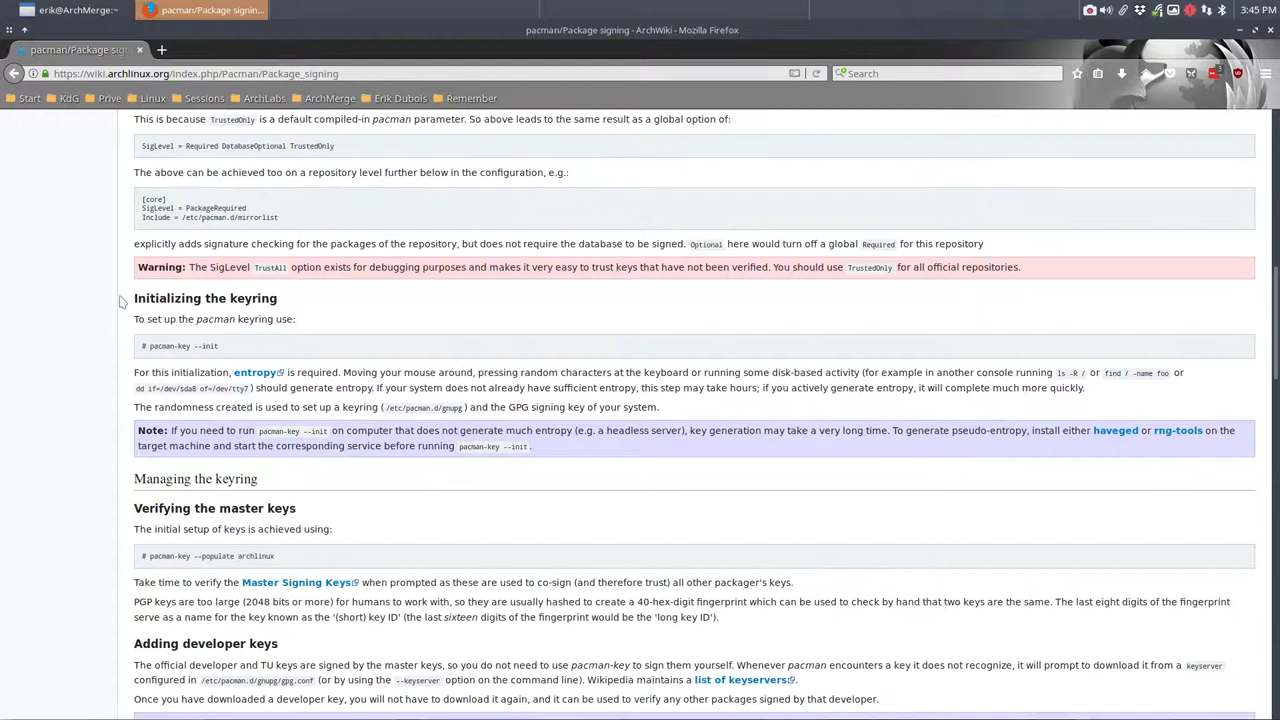 erik@ArchMerge:~
pacman/Package signin...
3:45 PM
pacman/Package signing - ArchWiki - Mozilla Firefox
pacman/Package sign
https://wiki.archlinux.org/index.php/Pacman/Package_signing
Search
3
Start KdG Prive Linux Sessions ArchLabs ArchMerge Erik Dubois Remember
This is because TrustedOnly is a default compiled-in pacman parameter. So above leads to the same result as a global option of:
SigLevel = Required DatabaseOptional TrustedOnly
The above can be achieved too on a repository level further below in the configuration, e.g.:
[core]
SigLevel = PackageRequired
Include = /etc/pacman.d/mirrorlist
explicitly adds signature checking for the packages of the repository, but does not require the database to be signed. Optional here would turn off a global Required for this repository
Warning: The SigLevel TrustAll option exists for debugging purposes and makes it very easy to trust keys that have not been verified. You should use TrustedOnly for all official repositories.
Initializing the keyring
To set up the pacman keyring use:
# pacman-key --init
For this initialization, entropy is required. Moving your mouse around, pressing random characters at the keyboard or running some disk-based activity (for example in another console running ls -R / or find / -name foo or
dd if=/dev/sda8 of=/dev/tty7 ) should generate entropy. If your system does not already have sufficient entropy, this step may take hours; if you actively generate entropy, it will complete much more quickly.
The randomness created is used to set up a keyring ( /etc/pacman.d/gnupg ) and the GPG signing key of your system.
Note: If you need to run pacman-key --init on computer that does not generate much entropy (e.g. a headless server), key generation may take a very long time. To generate pseudo-entropy, install either haveged or rng-tools on the
target machine and start the corresponding service before running pacman-key --init .
Managing the keyring
Verifying the master keys
The initial setup of keys is achieved using:
# pacman-key --populate archlinux
Take time to verify the Master Signing Keys when prompted as these are used to co-sign (and therefore trust) all other packager's keys.
PGP keys are too large (2048 bits or more) for humans to work with, so they are usually hashed to create a 40-hex-digit fingerprint which can be used to check by hand that two keys are the same. The last eight digits of the fingerprint
serve as a name for the key known as the '(short) key ID' (the last sixteen digits of the fingerprint would be the 'long key ID').
Adding developer keys
The official developer and TU keys are signed by the master keys, so you do not need to use pacman-key to sign them yourself. Whenever pacman encounters a key it does not recognize, it will prompt to download it from a keyserver
configured in /etc/pacman.d/gnupg/gpg.conf (or by using the --keyserver option on the command line). Wikipedia maintains a list of keyservers.
Once you have downloaded a developer key, you will not have to download it again, and it can be used to verify any other packages signed by that developer.